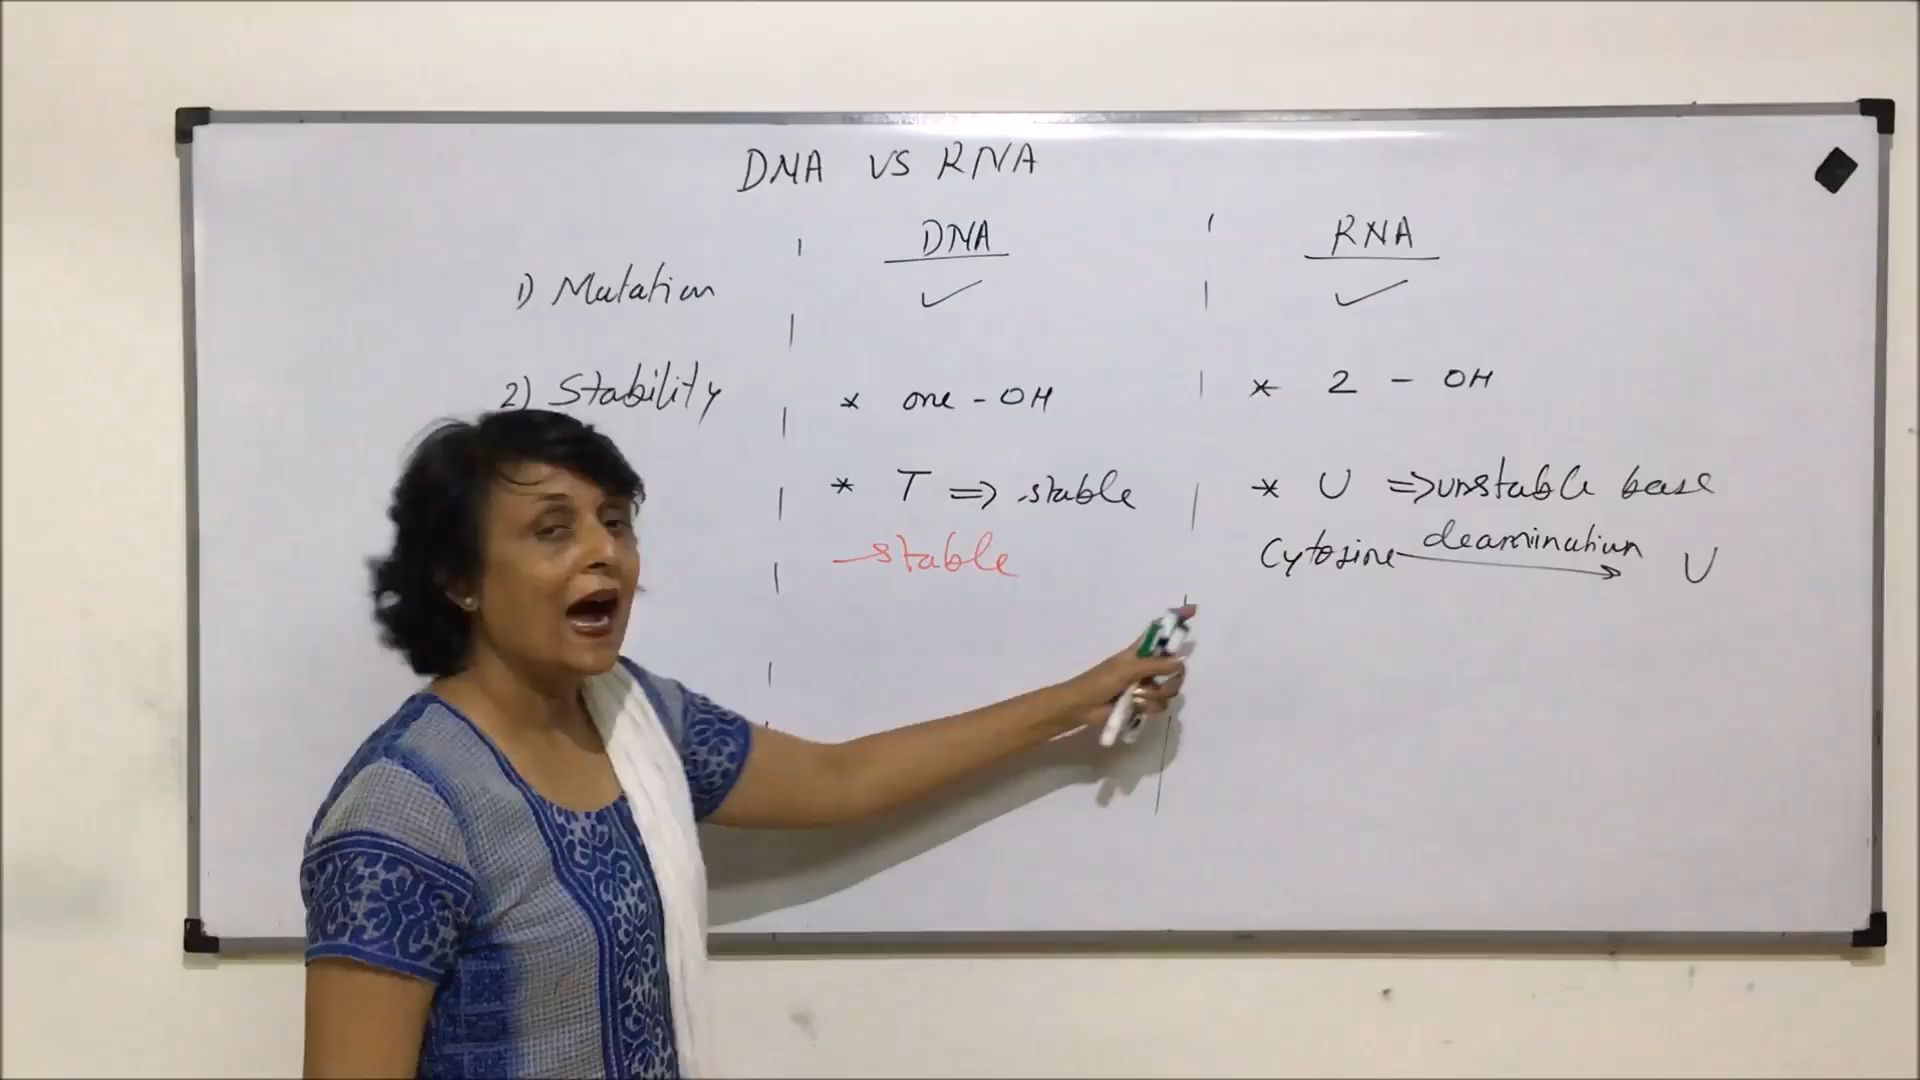 DNA VS RNA
DNA RNA
1) Mutation ✓ ✓
2) Stability * one - OH * 2 - OH
* T => stable * U => unstable base
stable Cytosine deamination → U